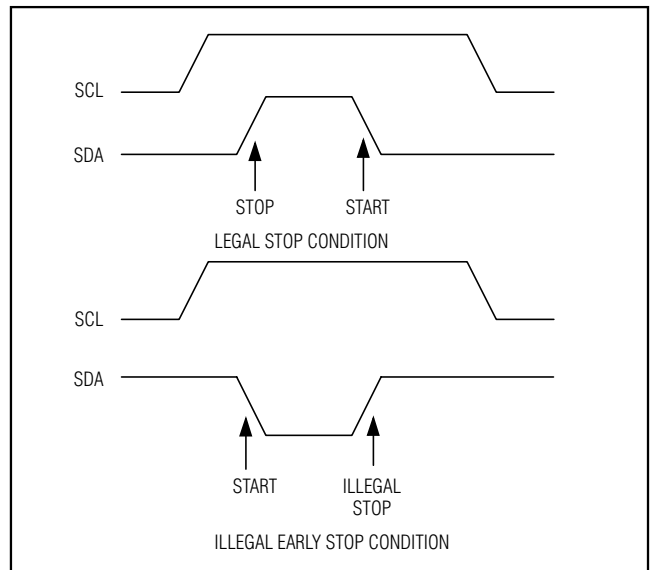 SCL
SDA
STOP START
LEGAL STOP CONDITION
SCL
SDA
START ILLEGAL
STOP
ILLEGAL EARLY STOP CONDITION